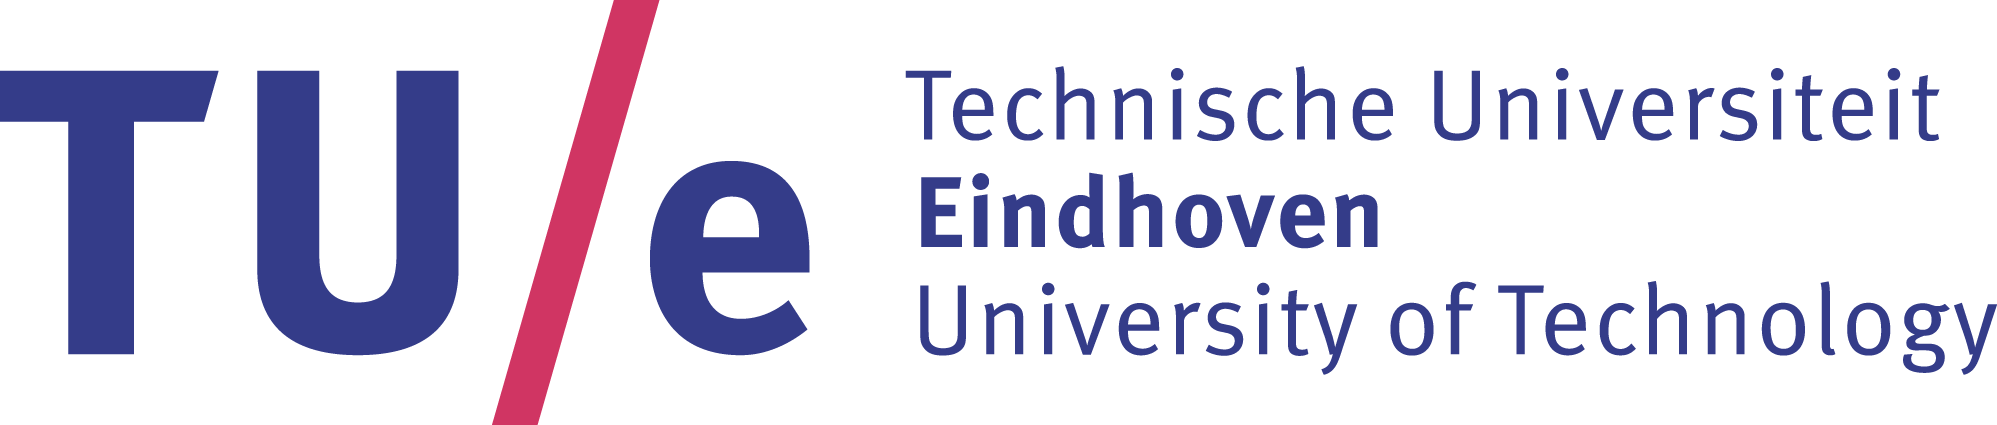 TU/e
Technische Universiteit
Eindhoven
University of Technology